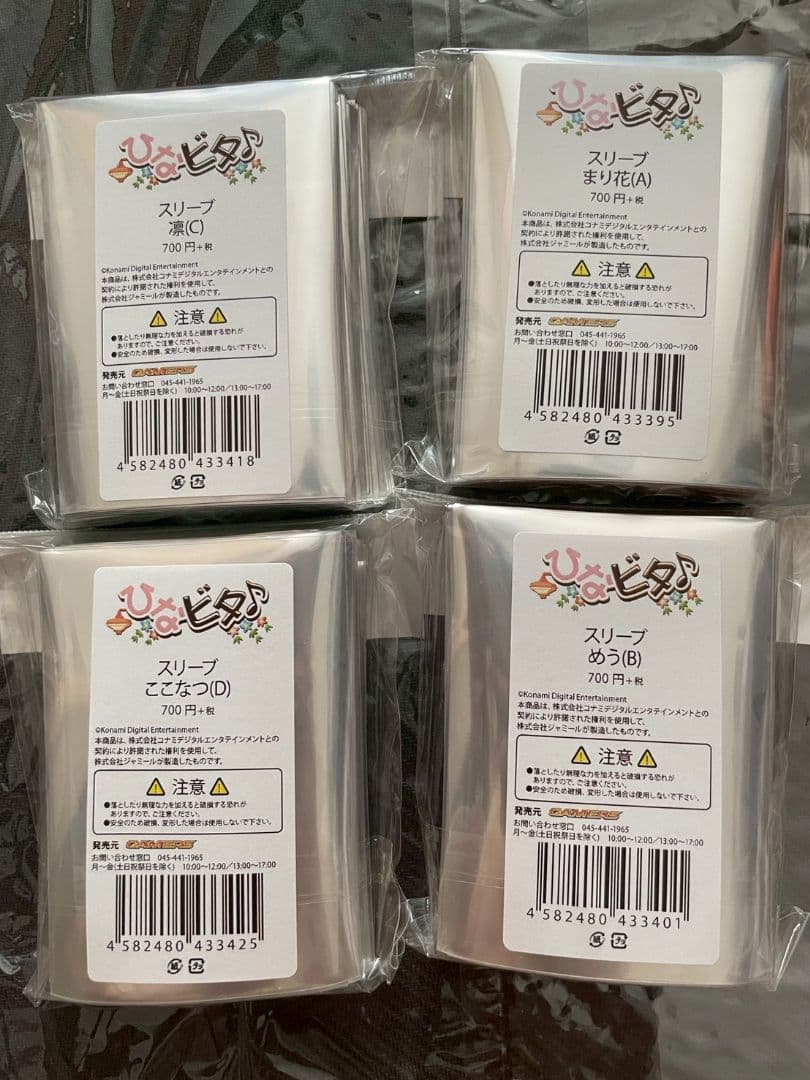 ひなビタ♪
スリーブ
凛(C)
700 円+税
©Konami Digital Entertainment
本商品は、株式会社コナミデジタルエンタテインメントとの
契約により許諾された権利を使用して、
株式会社ジャミールが製造したものです。
注意
●落としたり無理な力を加えると破損する恐れが
ありますので、ご注意ください。
●安全のため破損、変形した場合は使用しないで下さい。
発売元 GAMERS
お問い合わせ窓口 045-441-1965
月〜金(土日祝祭日を除く) 10:00〜12:00/13:00〜17:00
4 582480 433418
紙 プラ
ひなビタ♪
スリーブ
まり花(A)
700 円+税
©Konami Digital Entertainment
本商品は、株式会社コナミデジタルエンタテインメントとの
契約により許諾された権利を使用して、
株式会社ジャミールが製造したものです。
注意
●落としたり無理な力を加えると破損する恐れが
ありますので、ご注意ください。
●安全のため破損、変形した場合は使用しないで下さい。
発売元 GAMERS
お問い合わせ窓口 045-441-1965
月〜金(土日祝祭日を除く) 10:00〜12:00/13:00〜17:00
4 582480 433395
紙 プラ
ひなビタ♪
スリーブ
ここなつ(D)
700 円+税
©Konami Digital Entertainment
本商品は、株式会社コナミデジタルエンタテインメントとの
契約により許諾された権利を使用して、
株式会社ジャミールが製造したものです。
注意
●落としたり無理な力を加えると破損する恐れが
ありますので、ご注意ください。
●安全のため破損、変形した場合は使用しないで下さい。
発売元 GAMERS
お問い合わせ窓口 045-441-1965
月〜金(土日祝祭日を除く) 10:00〜12:00/13:00〜17:00
4 582480 433425
紙 プラ
ひなビタ♪
スリーブ
めう(B)
700 円+税
©Konami Digital Entertainment
本商品は、株式会社コナミデジタルエンタテインメントとの
契約により許諾された権利を使用して、
株式会社ジャミールが製造したものです。
注意
●落としたり無理な力を加えると破損する恐れが
ありますので、ご注意ください。
●安全のため破損、変形した場合は使用しないで下さい。
発売元 GAMERS
お問い合わせ窓口 045-441-1965
月〜金(土日祝祭日を除く) 10:00〜12:00/13:00〜17:00
4 582480 433401
紙 プラ